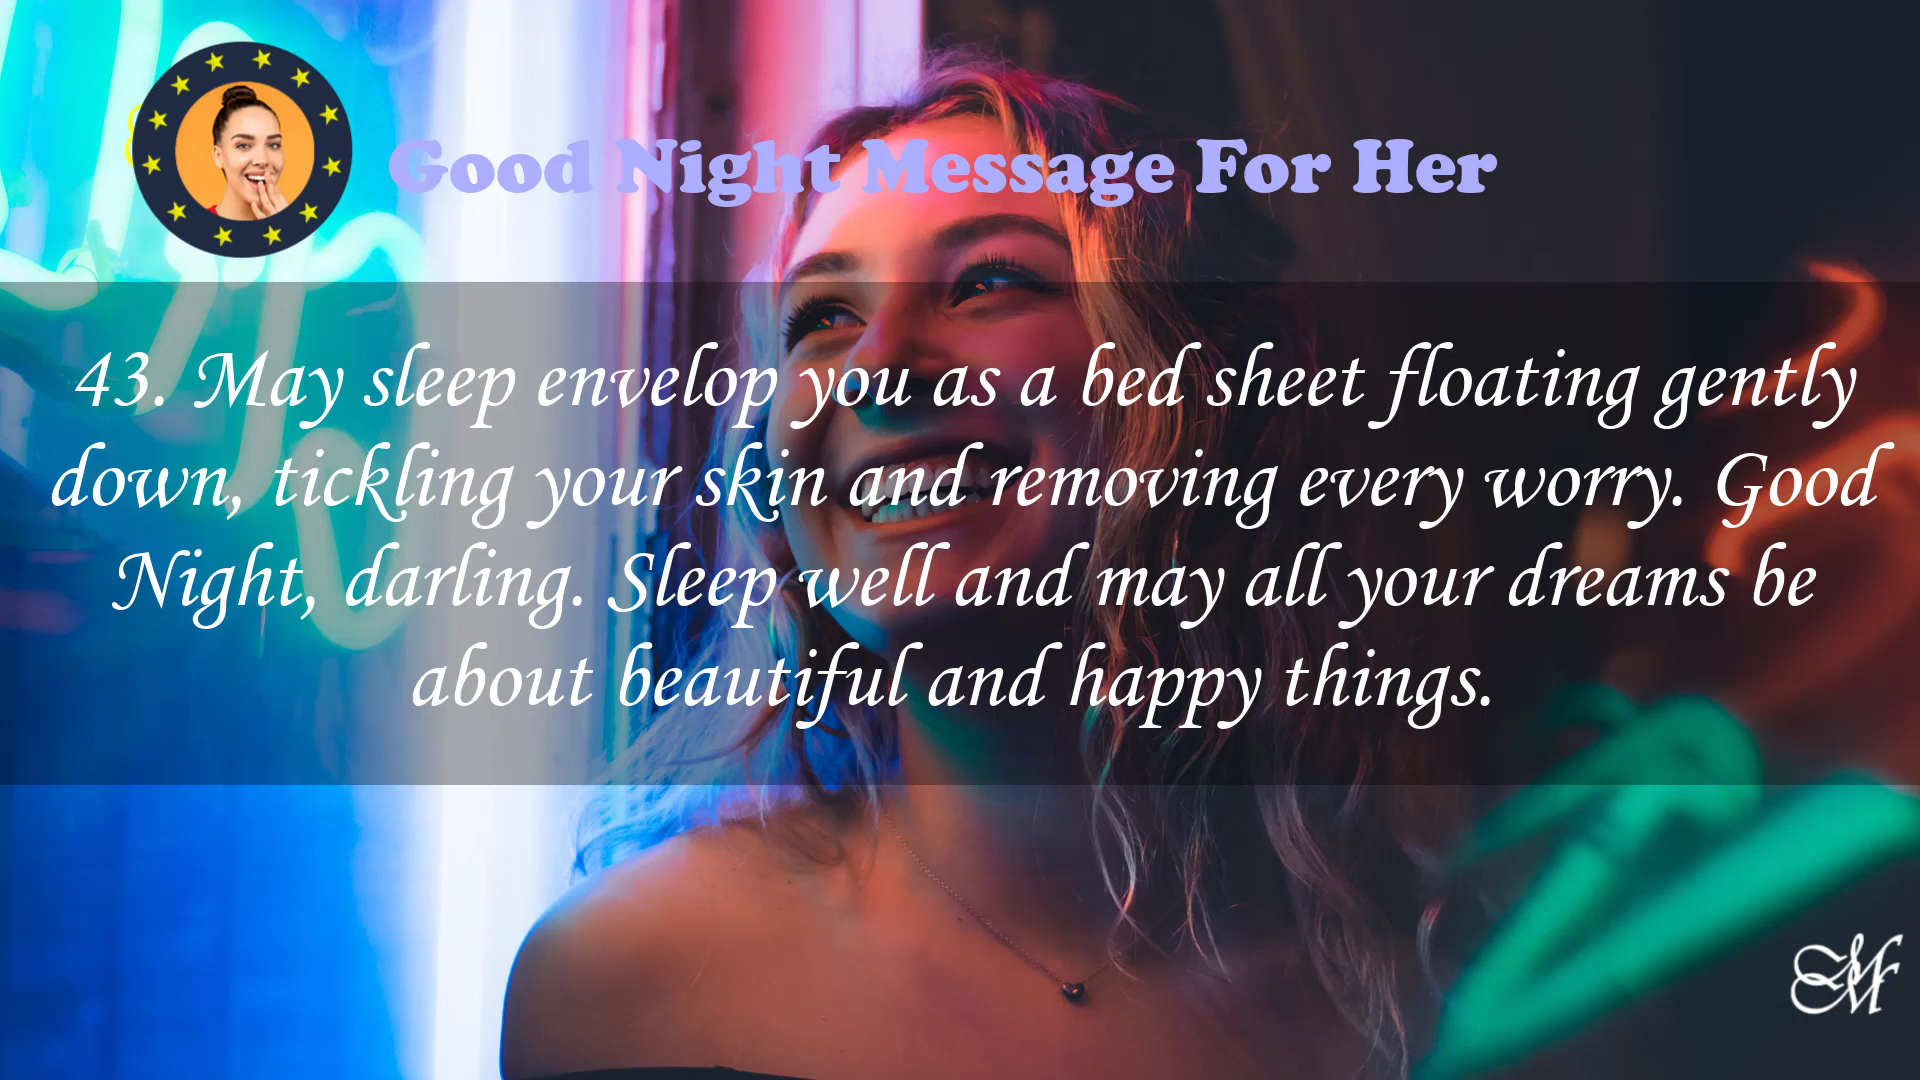 Good Night Message For Her
43. May sleep envelop you as a bed sheet floating gently
down, tickling your skin and removing every worry. Good
Night, darling. Sleep well and may all your dreams be
about beautiful and happy things.